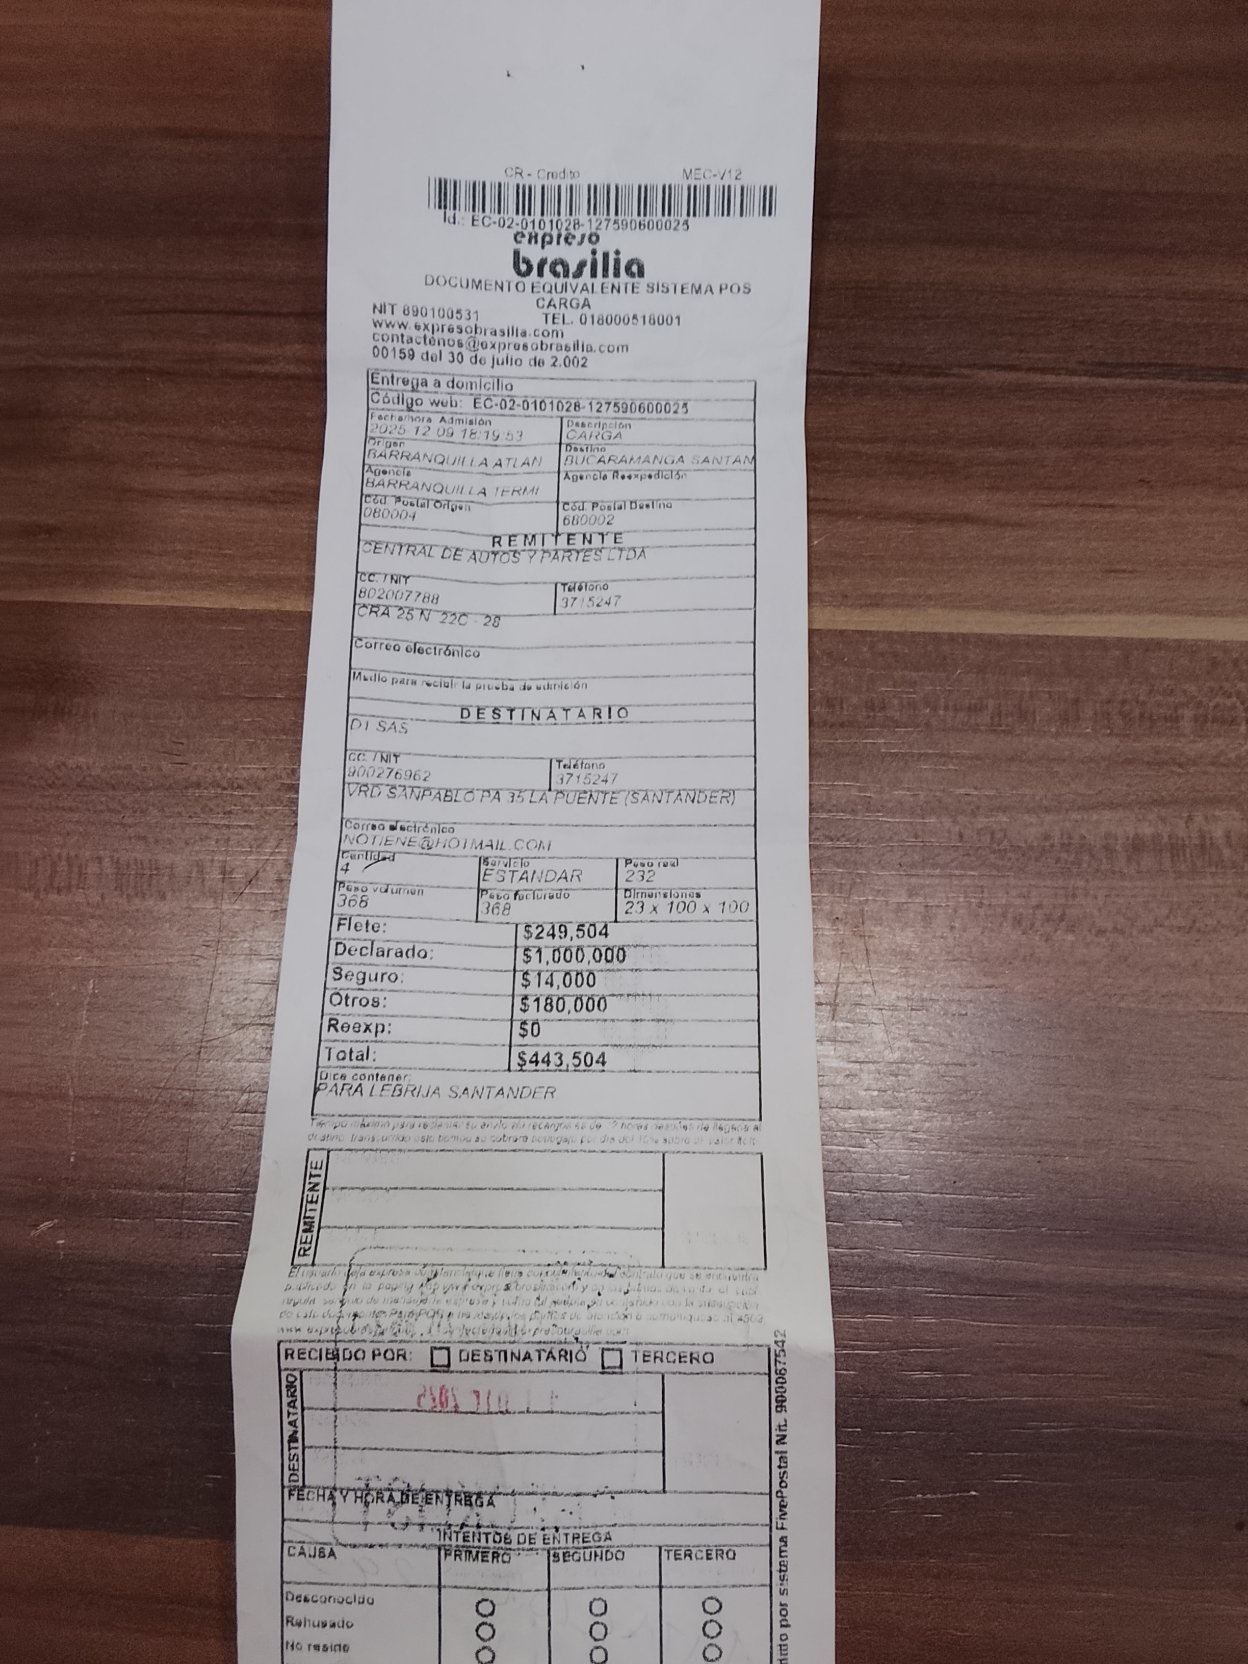 CR - Credito MEC-V12
Id.: EC-02-0101028-127590600025
expreso
brasilia
DOCUMENTO EQUIVALENTE SISTEMA POS
CARGA
NIT 890100531 TEL. 018000518001
www.expresobrasilia.com
contactenos@expresobrasilia.com
00159 del 30 de julio de 2.002
Entrega a domicilio
Código web: EC-02-0101028-127590600025
Fecha/hora Admisión Descripción
2025-12-09 18:19:53 CARGA
Origen Destino
BARRANQUILLA ATLAN BUCARAMANGA SANTAN
Agencia Agencia Reexpedición
BARRANQUILLA TERMI
Cód. Postal Origen Cód. Postal Destino
080004 680002
REMITENTE
CENTRAL DE AUTOS Y PARTES LTDA
CC. / NIT Teléfono
802007788 3715247
CRA 25 N 22C - 28
Correo electrónico
Medio para recibir la prueba de admisión
DESTINATARIO
D1 SAS
CC. / NIT Teléfono
900276962 3715247
VRD SANPABLO PA 35 LA PUENTE (SANTANDER)
Correo electrónico
NOTIENE@HOTMAIL.COM
Cantidad Servicio Peso real
4 ESTANDAR 232
Peso volumen Peso facturado Dimensiones
368 368 23 x 100 x 100
Flete: $249,504
Declarado: $1,000,000
Seguro: $14,000
Otros: $180,000
Reexp: $0
Total: $443,504
Dice contener:
PARA LEBRIJA SANTANDER
REMITENTE
RECIBIDO POR: DESTINATARIO TERCERO
DESTINATARIO
FECHA Y HORA DE ENTREGA
INTENTOS DE ENTREGA
CAUSA PRIMERO SEGUNDO TERCERO
Desconocido
Rehusado
No reside
por sistema FivePostal Nit. 900087542